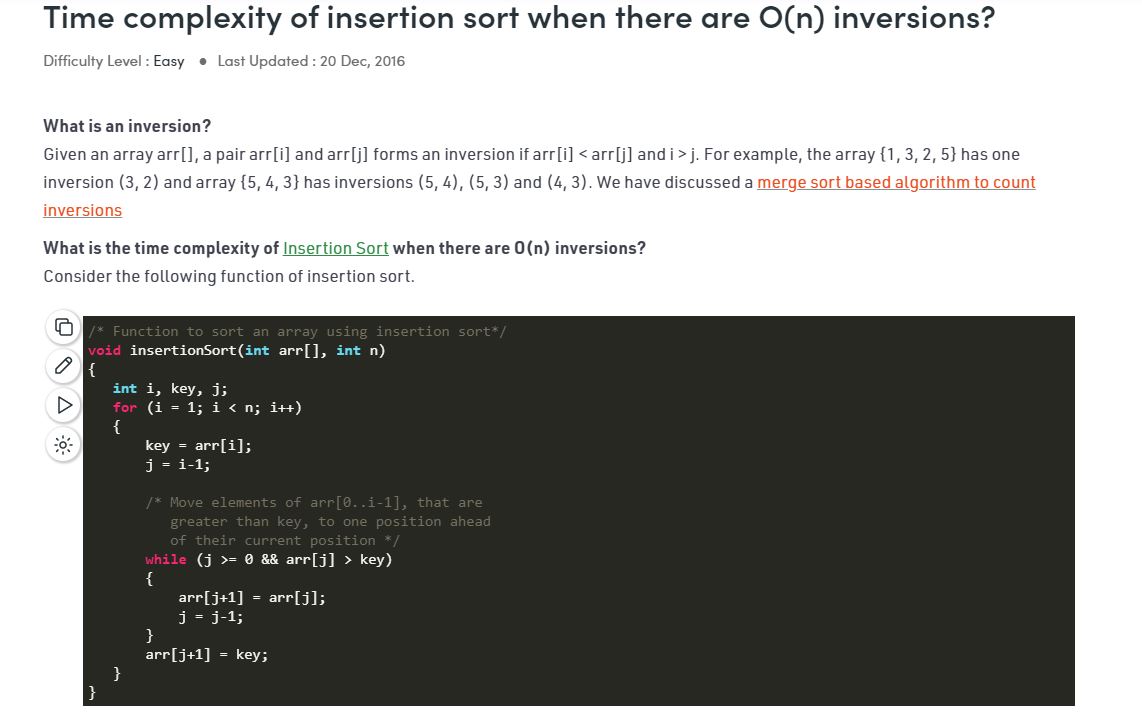 Time complexity of insertion sort when there are O(n) inversions?
Difficulty Level : Easy ● Last Updated : 20 Dec, 2016
What is an inversion?
Given an array arr[], a pair arr[i] and arr[j] forms an inversion if arr[i] < arr[j] and i > j. For example, the array {1, 3, 2, 5} has one
inversion (3, 2) and array {5, 4, 3} has inversions (5, 4), (5, 3) and (4, 3). We have discussed a merge sort based algorithm to count
inversions
What is the time complexity of Insertion Sort when there are O(n) inversions?
Consider the following function of insertion sort.
/* Function to sort an array using insertion sort*/
void insertionSort(int arr[], int n)
{
int i, key, j;
for (i = 1; i < n; i++)
{
key = arr[i];
j = i-1;
/* Move elements of arr[0..i-1], that are
greater than key, to one position ahead
of their current position */
while (j >= 0 && arr[j] > key)
{
arr[j+1] = arr[j];
j = j-1;
}
arr[j+1] = key;
}
}